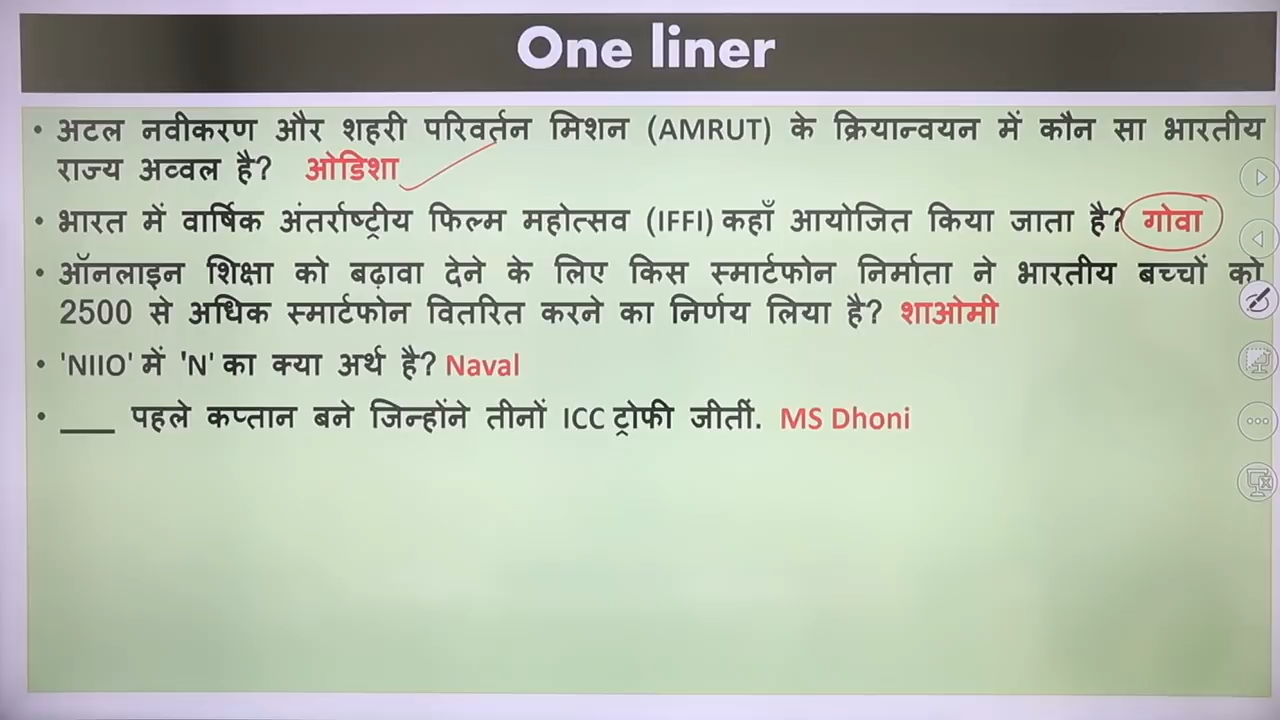 One liner
• अटल नवीकरण और शहरी परिवर्तन मिशन (AMRUT) के क्रियान्वयन में कौन सा भारतीय
राज्य अव्वल है? ओडिशा
• भारत में वार्षिक अंतर्राष्ट्रीय फिल्म महोत्सव (IFFI) कहाँ आयोजित किया जाता है? गोवा
• ऑनलाइन शिक्षा को बढ़ावा देने के लिए किस स्मार्टफोन निर्माता ने भारतीय बच्चों को
2500 से अधिक स्मार्टफोन वितरित करने का निर्णय लिया है? शाओमी
• 'NIIO' में 'N' का क्या अर्थ है? Naval
• ____ पहले कप्तान बने जिन्होंने तीनों ICC ट्रोफी जीतीं. MS Dhoni